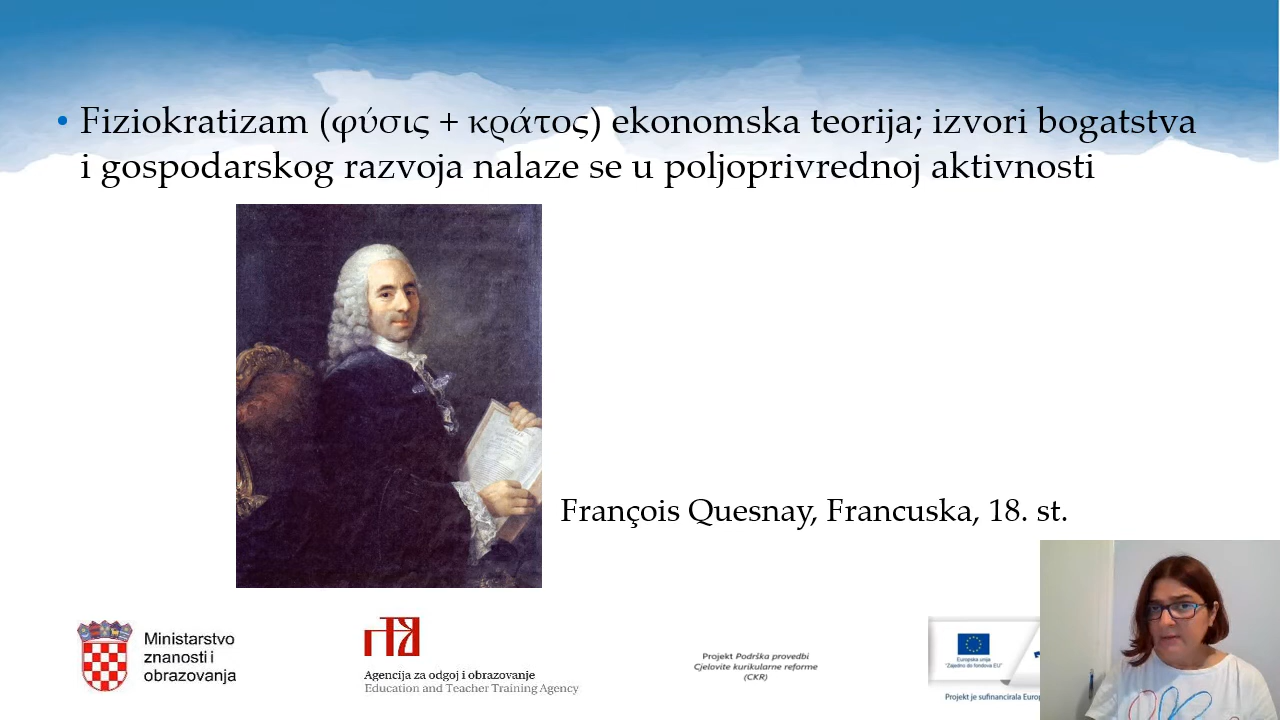 • Fiziokratizam (φύσις + κράτος) ekonomska teorija; izvori bogatstva
i gospodarskog razvoja nalaze se u poljoprivrednoj aktivnosti
François Quesnay, Francuska, 18. st.
Ministarstvo
znanosti i
obrazovanja
Agencija za odgoj i obrazovanje
Education and Teacher Training Agency
Projekt Podrška provedbi
Cjelovite kurikularne reforme
(CKR)
Europska unija
"Zajedno do fondova EU"
Projekt je sufinancirala